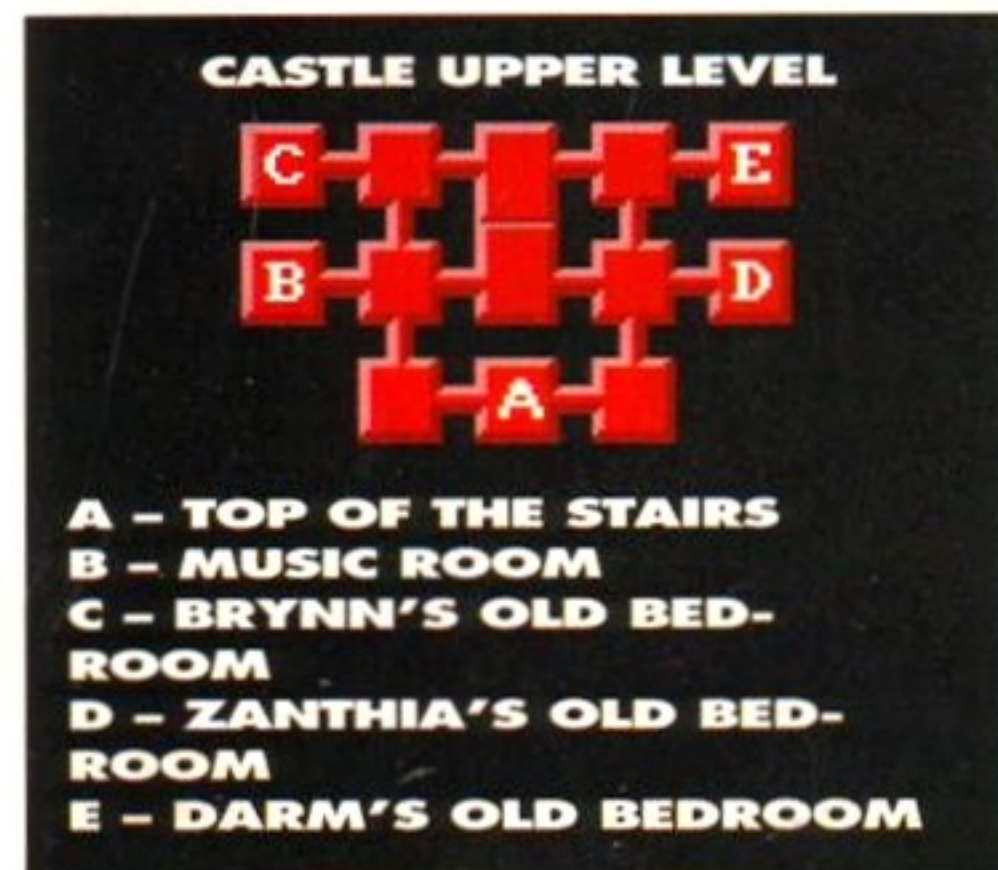 CASTLE UPPER LEVEL
C E
B D
A
A – TOP OF THE STAIRS
B – MUSIC ROOM
C – BRYNN'S OLD BED-
ROOM
D – ZANTHIA'S OLD BED-
ROOM
E – DARM'S OLD BEDROOM